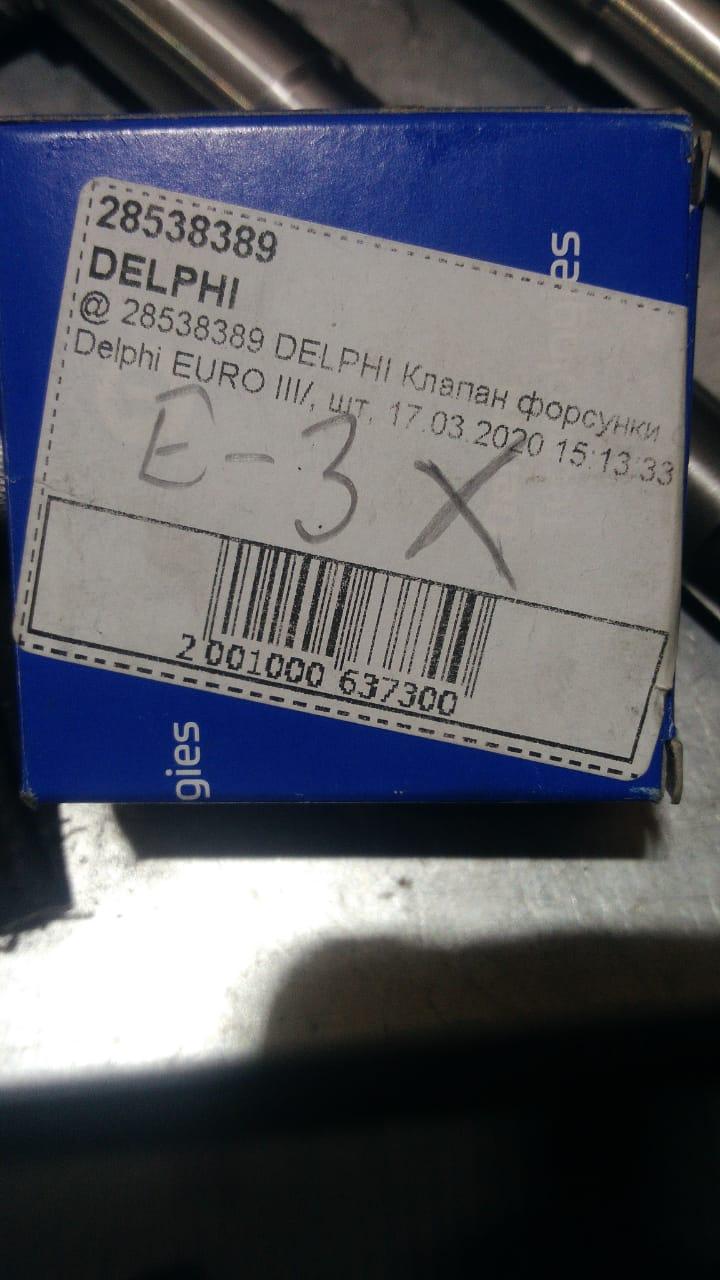 28538389
DELPHI
@ 28538389 DELPHI Клапан форсунки
Delphi EURO III/, шт, 17.03.2020 15:13:33
E-3 X
2 001000 637300
es
gies